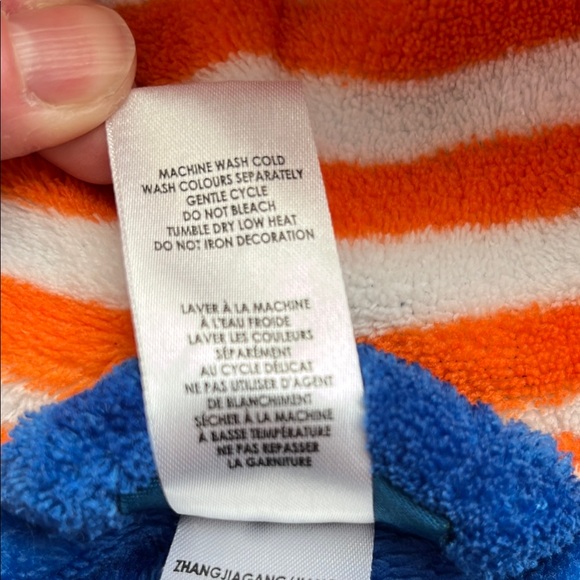 MACHINE WASH COLD
WASH COLOURS SEPARATELY
GENTLE CYCLE
DO NOT BLEACH
TUMBLE DRY LOW HEAT
DO NOT IRON DECORATION
LAVER À LA MACHINE
À L'EAU FROIDE
LAVER LES COULEURS
SÉPARÉMENT
AU CYCLE DÉLICAT
NE PAS UTILISER D'AGENT
DE BLANCHIMENT
SÉCHER À LA MACHINE
À BASSE TEMPÉRATURE
NE PAS REPASSER
LA GARNITURE
ZHANGJIAGANG